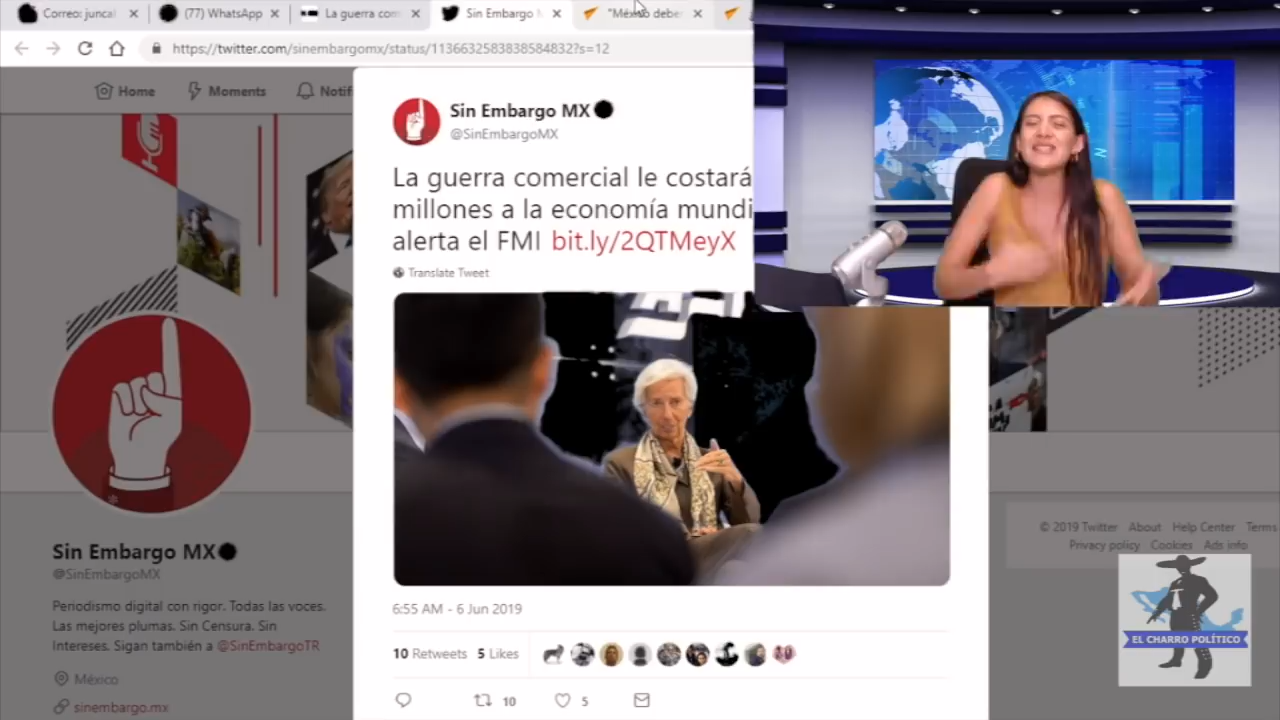 Correo: juncal
(77) WhatsApp
La guerra com
Sin Embargo M
"México debe
https://twitter.com/sinembargomx/status/1136632583838584832?s=12
Home
Moments
Notif
Sin Embargo MX
@SinEmbargoMX
La guerra comercial le costará
millones a la economía mundi
alerta el FMI bit.ly/2QTMeyX
Translate Tweet
6:55 AM - 6 Jun 2019
10 Retweets 5 Likes
10
5
Sin Embargo MX
@SinEmbargoMX
Periodismo digital con rigor. Todas las voces.
Las mejores plumas. Sin Censura. Sin
Intereses. Sigan también a @SinEmbargoTR
México
sinembargo.mx
© 2019 Twitter About Help Center Terms
Privacy policy Cookies Ads info
EL CHARRO POLÍTICO